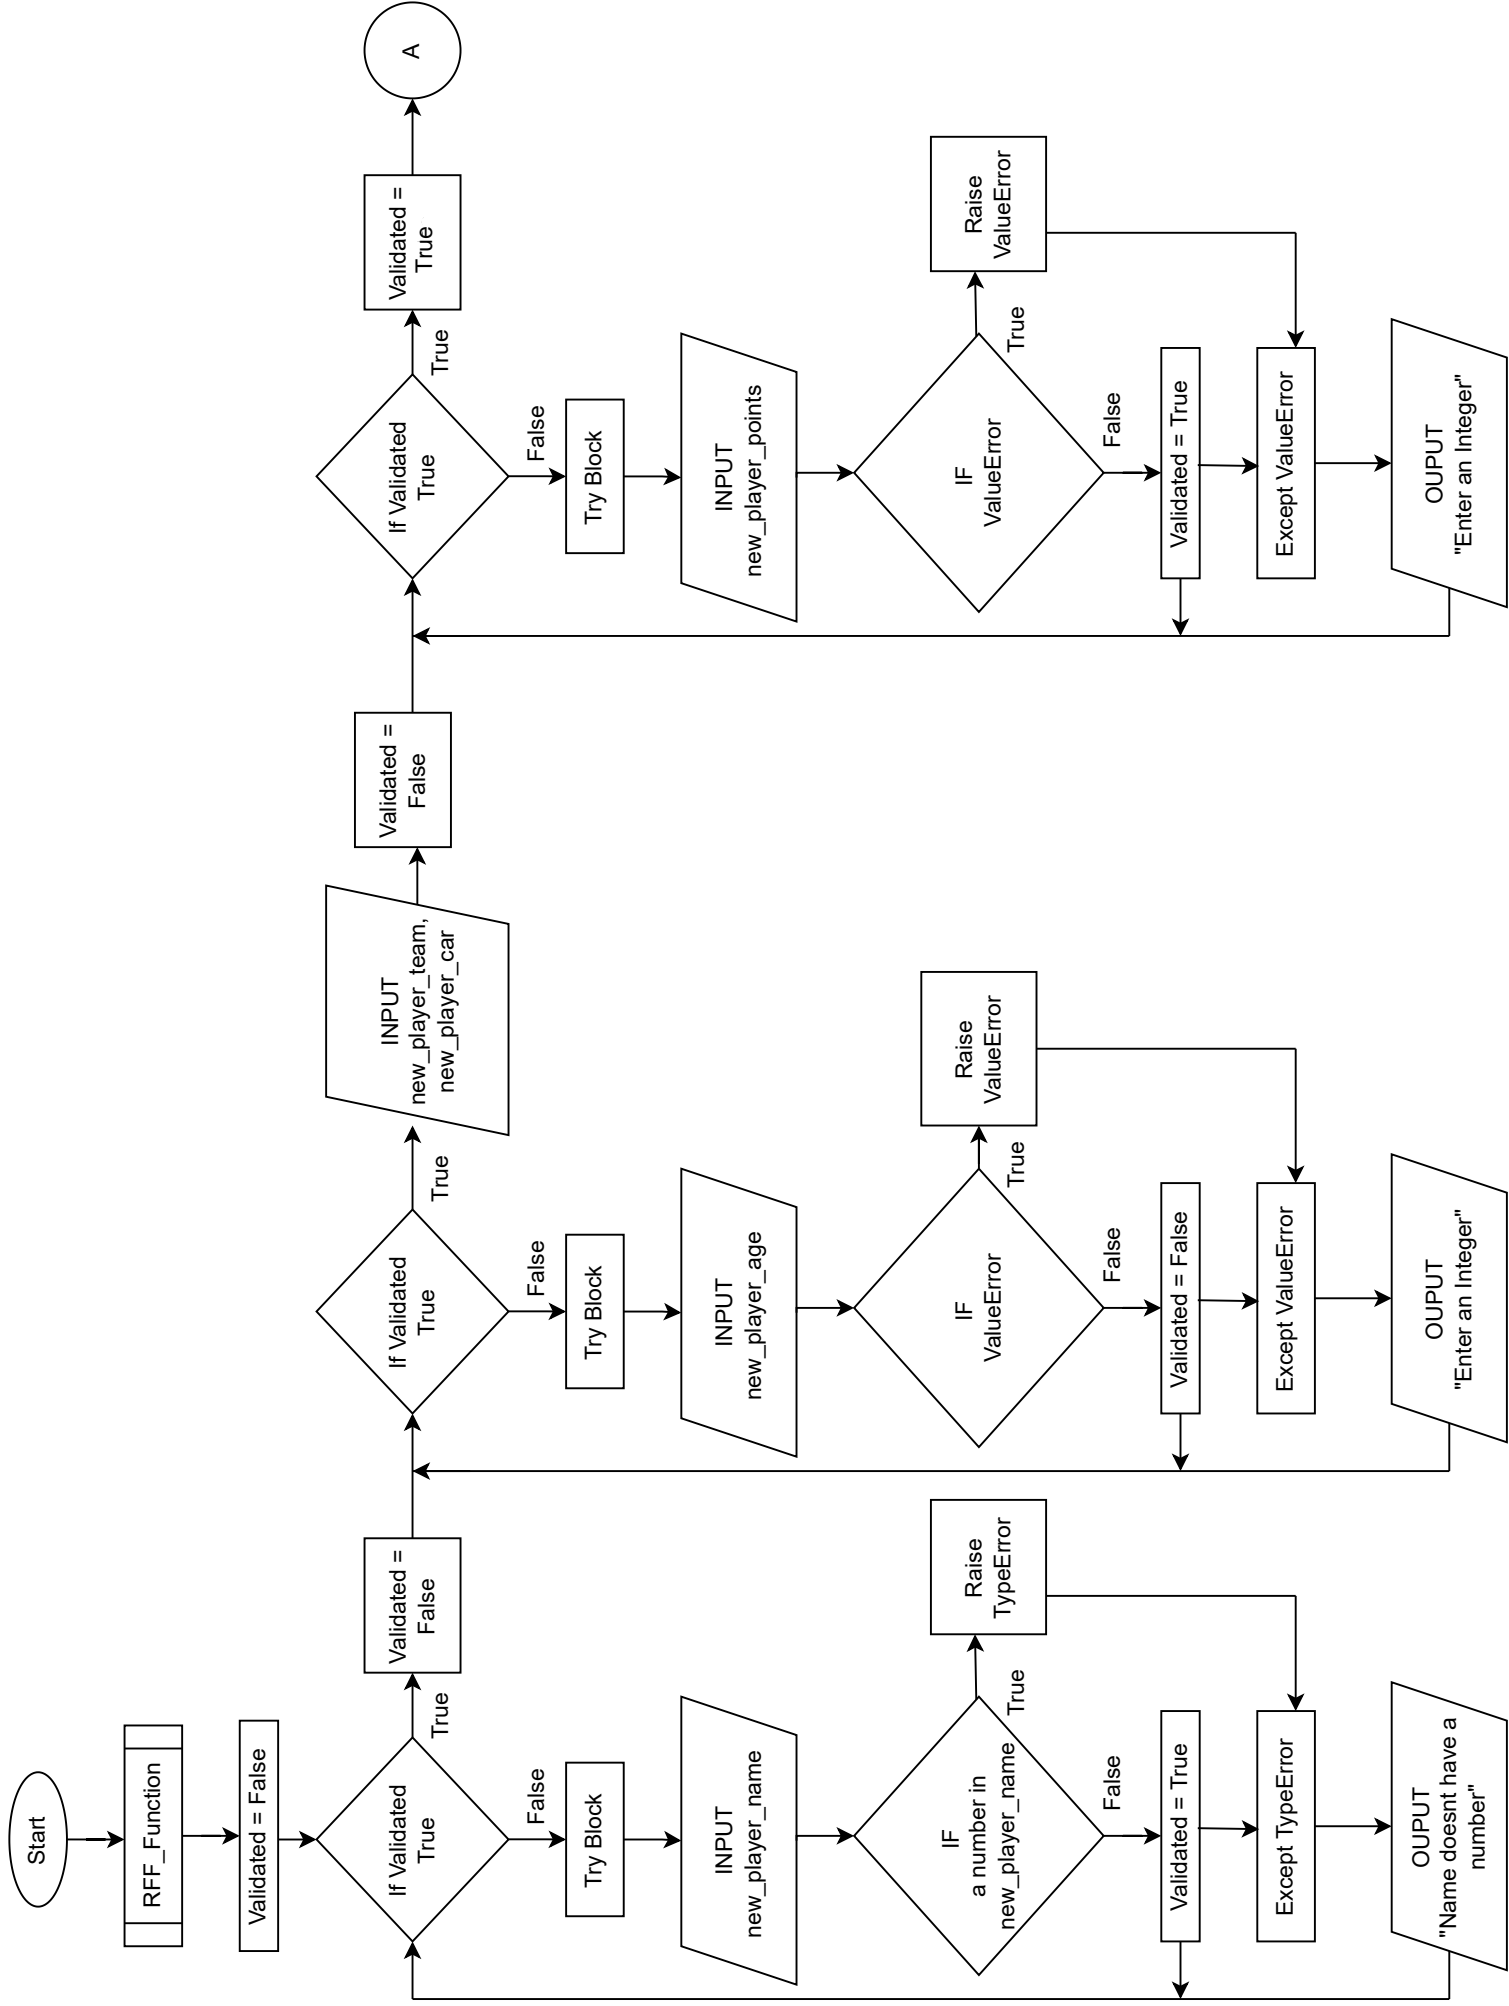 Start
RFF_Function
Validated = False
If Validated
True
False
Try Block
INPUT
new_player_name
IF
a number in
new_player_name
True
Raise
TypeError
False
Validated = True
Except TypeError
OUPUT
"Name doesnt have a
number"
True
Validated =
False
If Validated
True
False
Try Block
INPUT
new_player_age
IF
ValueError
True
Raise
ValueError
False
Validated = False
Except ValueError
OUPUT
"Enter an Integer"
True
INPUT
new_player_team,
new_player_car
Validated =
False
If Validated
True
False
Try Block
INPUT
new_player_points
IF
ValueError
True
Raise
ValueError
False
Validated = True
Except ValueError
OUPUT
"Enter an Integer"
True
Validated =
True
A